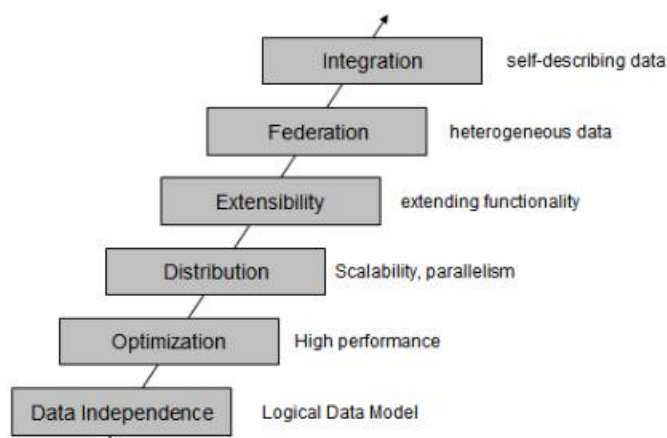 Integration self-describing data
Federation heterogeneous data
Extensibility extending functionality
Distribution Scalability, parallelism
Optimization High performance
Data Independence Logical Data Model